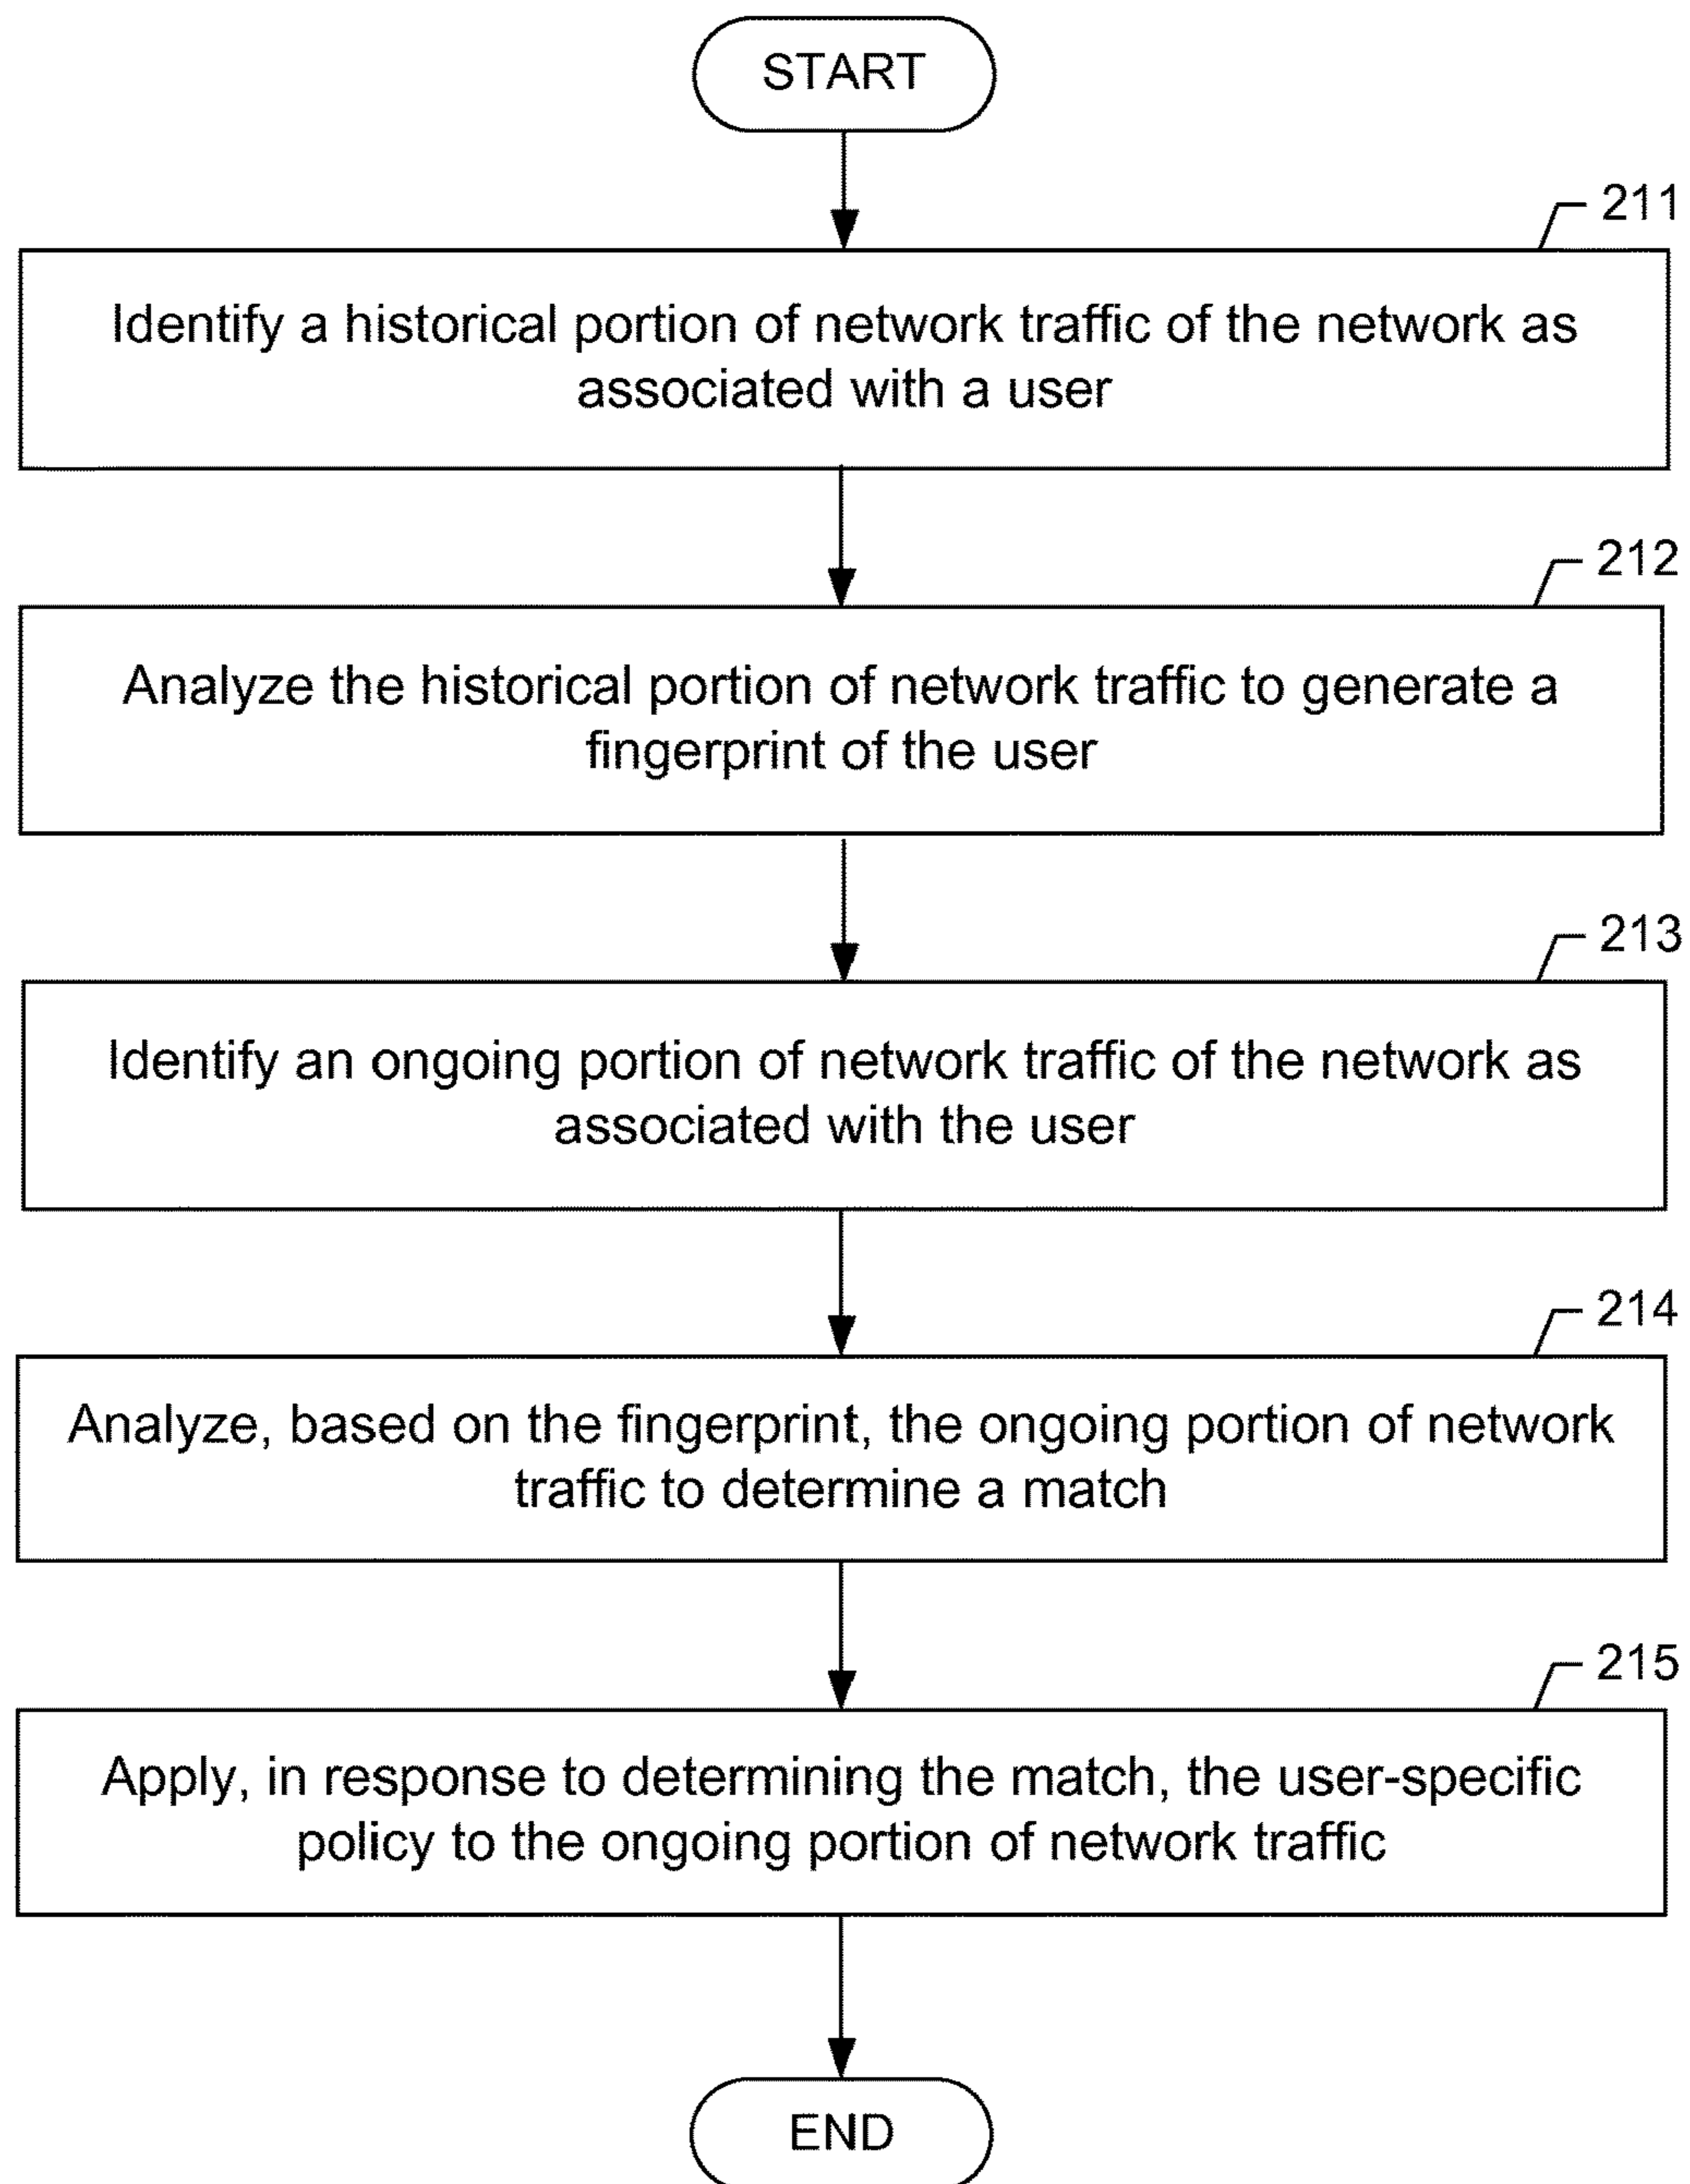 START
211
Identify a historical portion of network traffic of the network as
associated with a user
212
Analyze the historical portion of network traffic to generate a
fingerprint of the user
213
Identify an ongoing portion of network traffic of the network as
associated with the user
214
Analyze, based on the fingerprint, the ongoing portion of network
traffic to determine a match
215
Apply, in response to determining the match, the user-specific
policy to the ongoing portion of network traffic
END